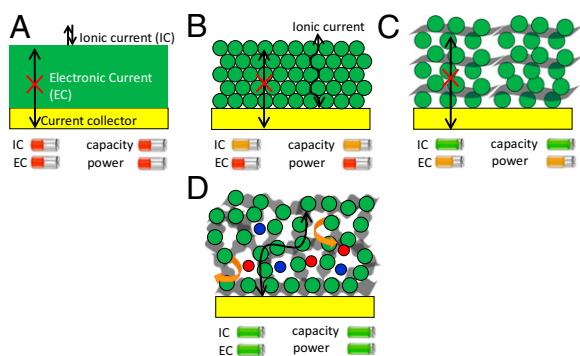 A
Ionic current (IC)
Electronic Current
(EC)
Current collector
IC capacity
EC power
B
Ionic current
IC capacity
EC power
C
IC capacity
EC power
D
IC capacity
EC power